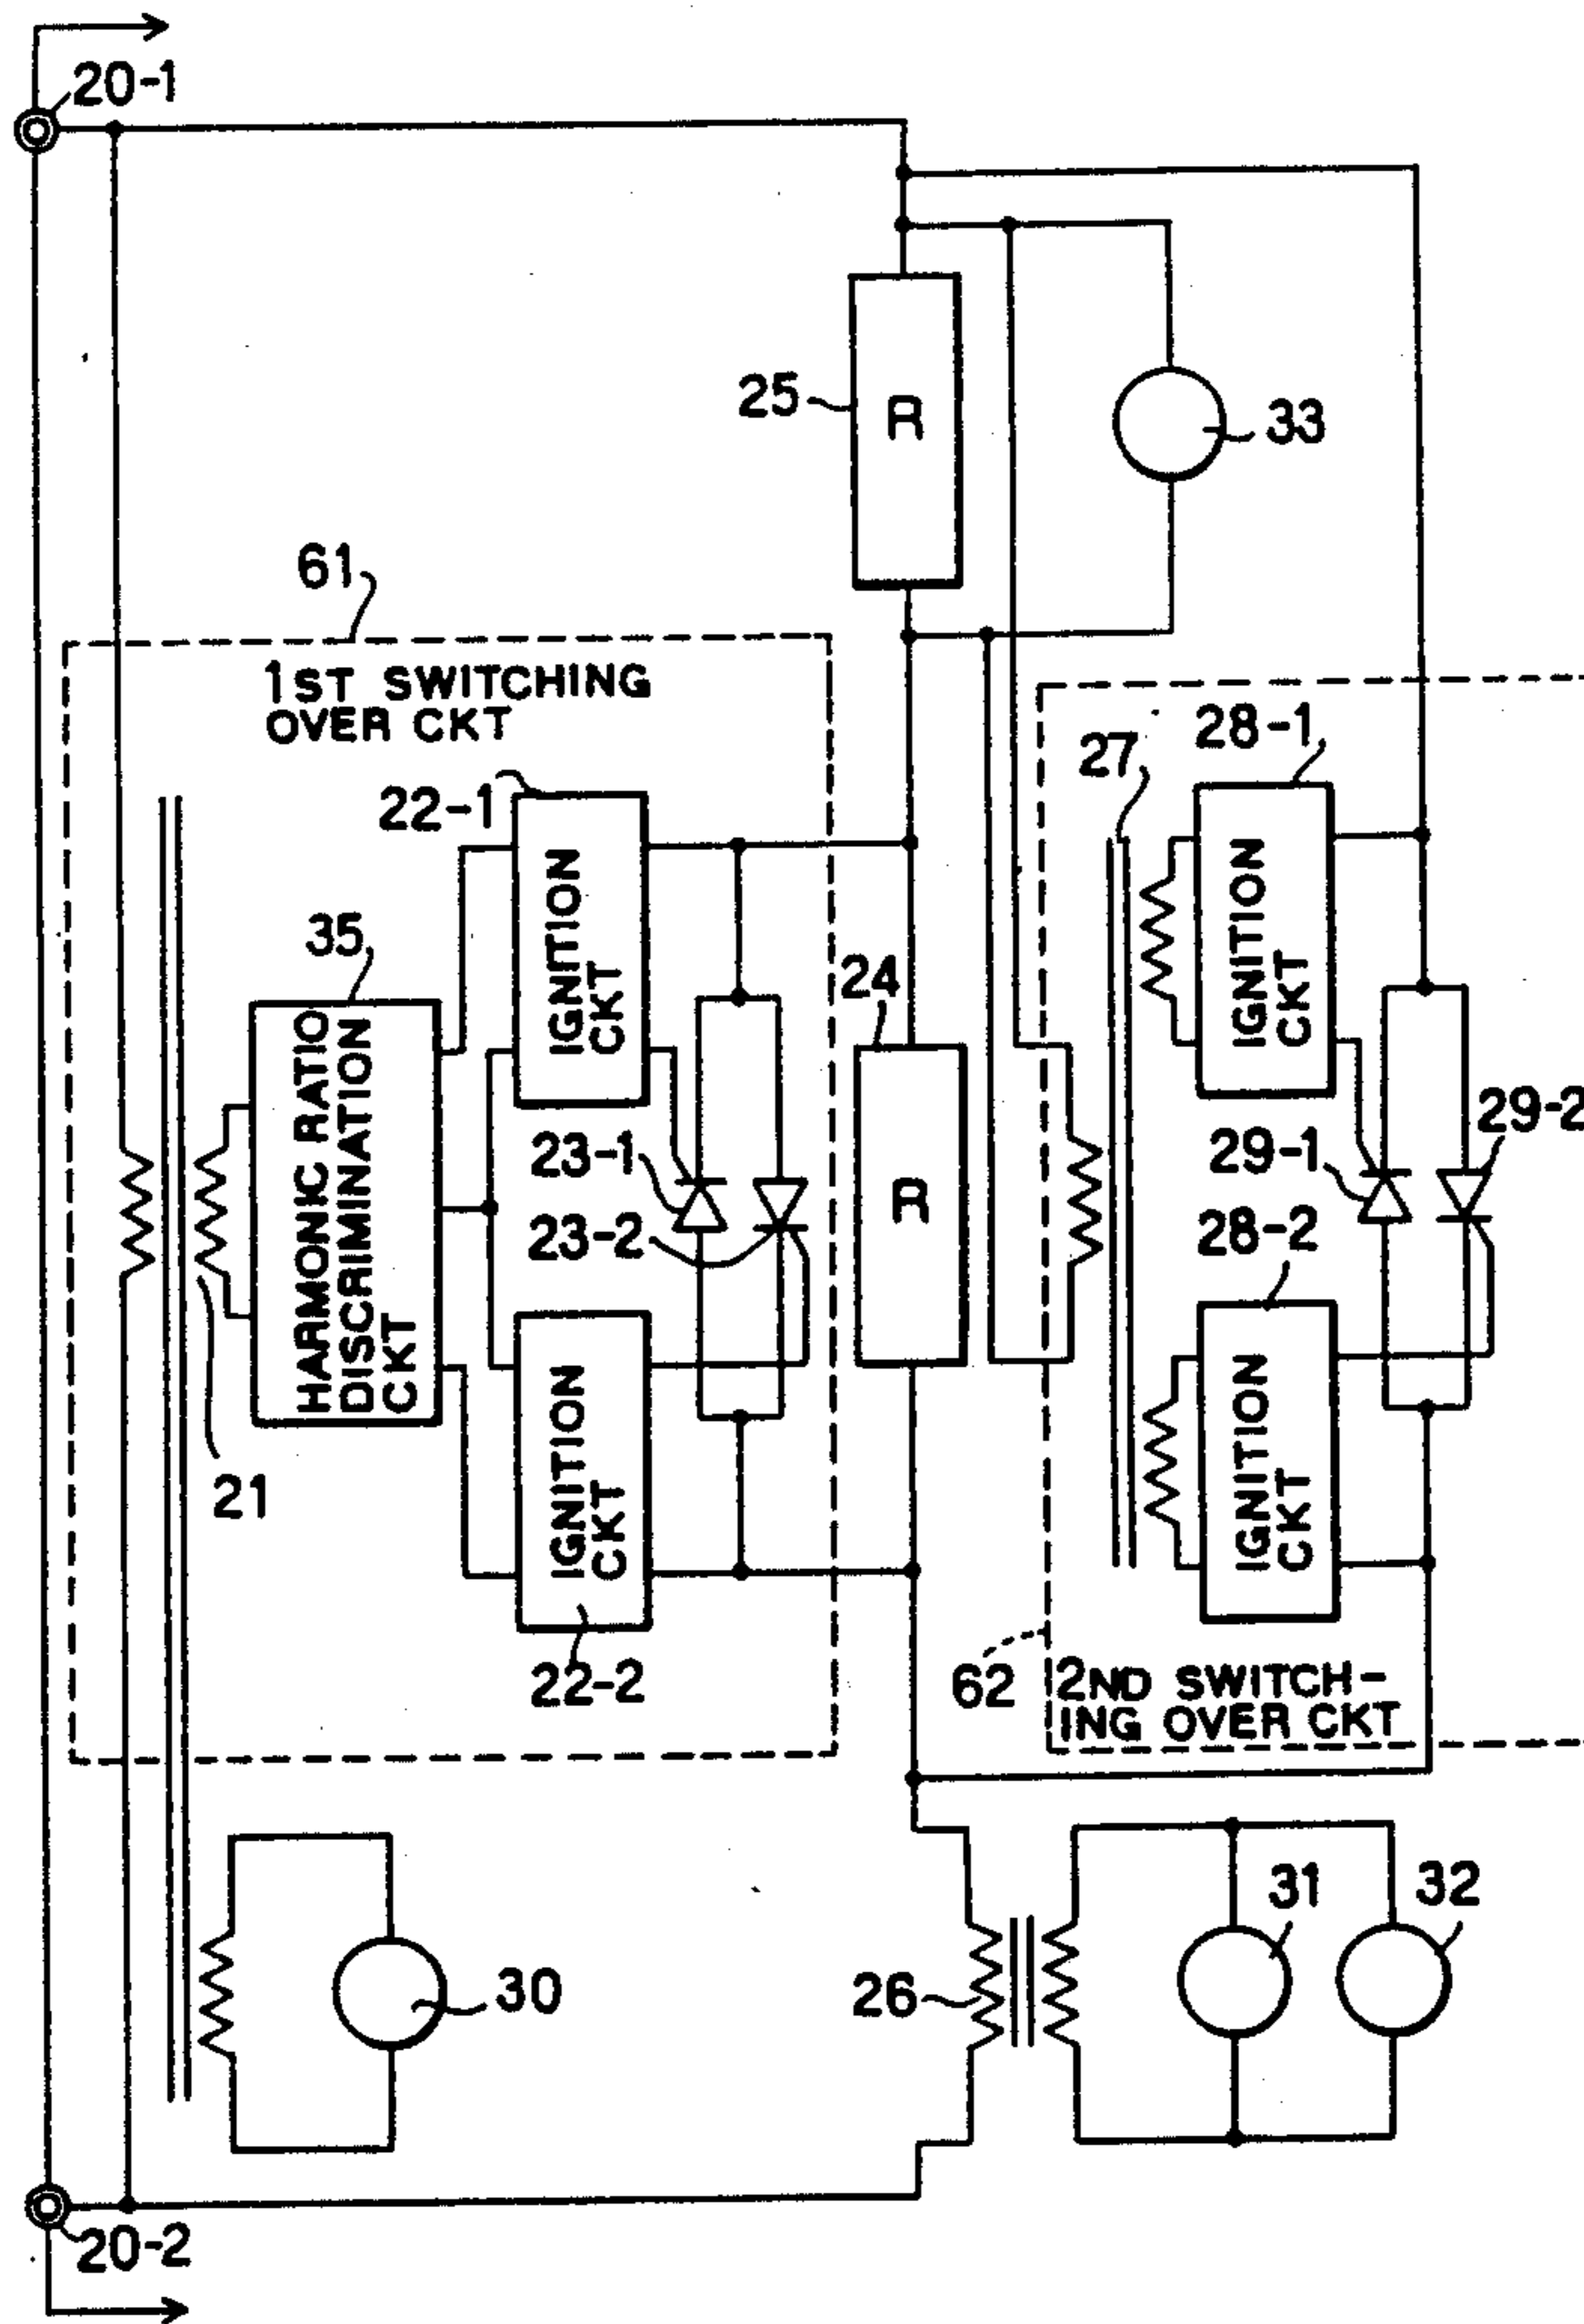 20-1
25
R
33
61
1ST SWITCHING
OVER CKT
22-1
IGNITION
CKT
27
28-1
IGNITION
CKT
35
HARMONIC RATIO
DISCRIMINATION
CKT
24
R
23-1
23-2
29-1
29-2
28-2
IGNITION
CKT
21
IGNITION
CKT
22-2
62
2ND SWITCH-
ING OVER CKT
30
26
31
32
20-2